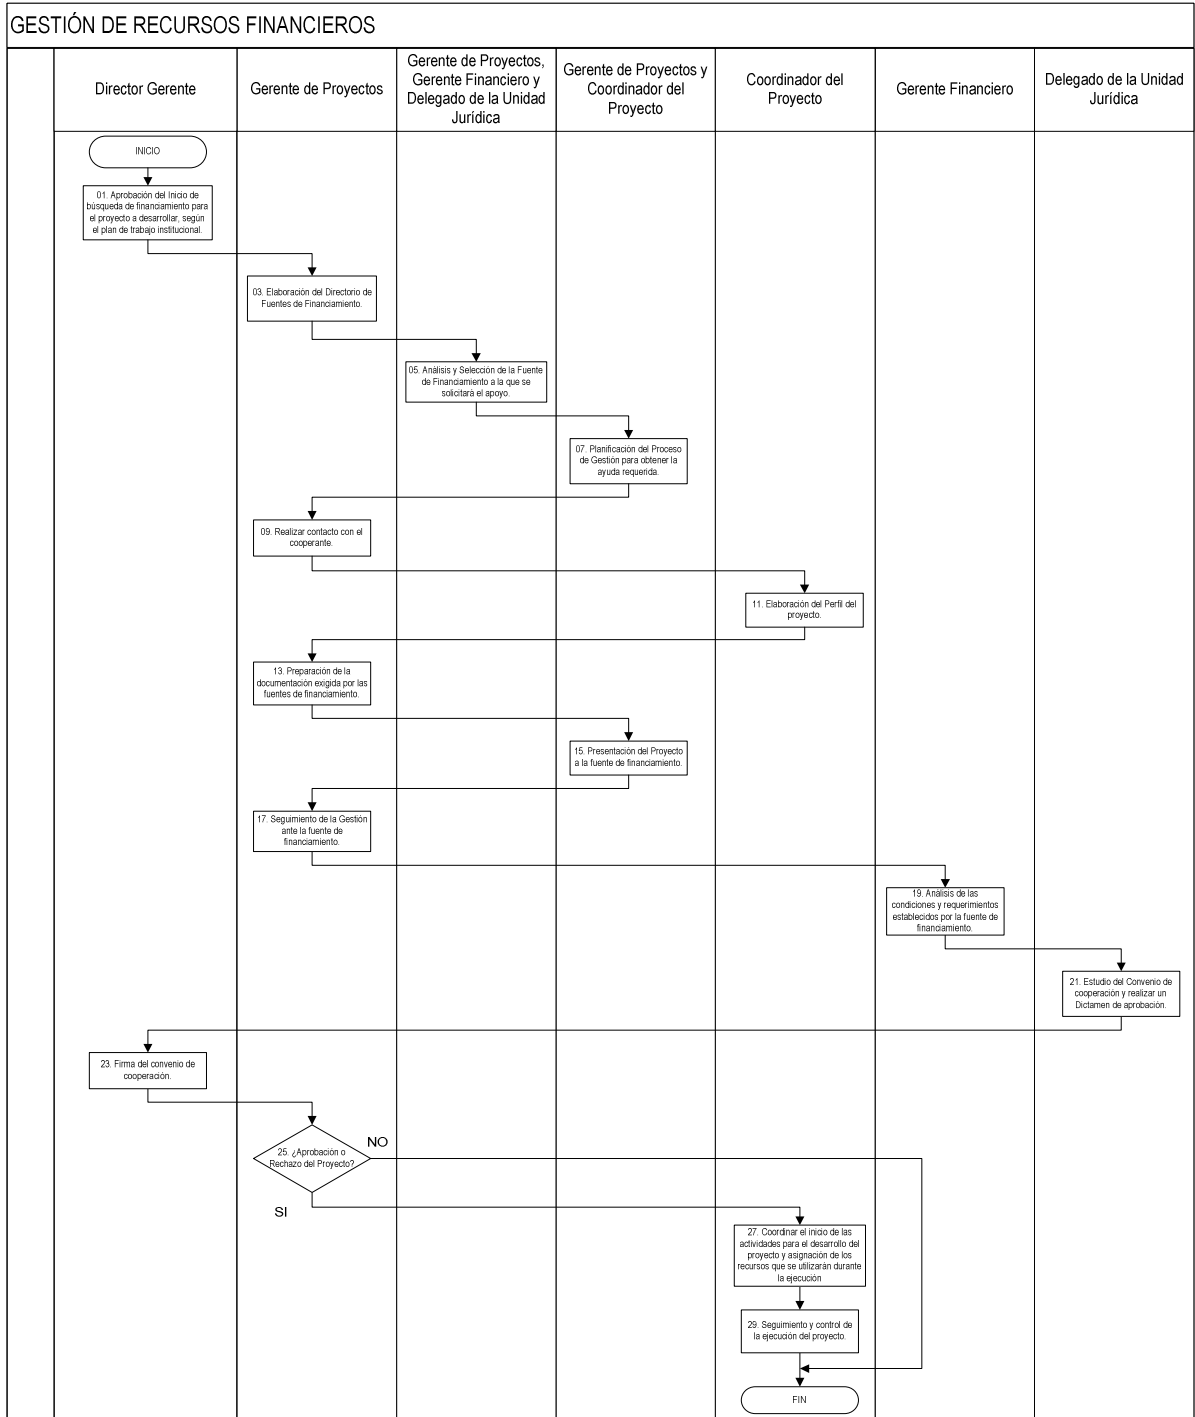 GESTIÓN DE RECURSOS FINANCIEROS
Director Gerente
Gerente de Proyectos
Gerente de Proyectos,
Gerente Financiero y
Delegado de la Unidad
Jurídica
Gerente de Proyectos y
Coordinador del
Proyecto
Coordinador del
Proyecto
Gerente Financiero
Delegado de la Unidad
Jurídica
INICIO
01. Aprobación del Inicio de
búsqueda de financiamiento para
el proyecto a desarrollar, según
el plan de trabajo institucional.
03. Elaboración del Directorio de
Fuentes de Financiamiento.
05. Análisis y Selección de la Fuente
de Financiamiento a la que se
solicitará el apoyo.
07. Planificación del Proceso
de Gestión para obtener la
ayuda requerida.
09. Realizar contacto con el
cooperante.
11. Elaboración del Perfil del
proyecto.
13. Preparación de la
documentación exigida por las
fuentes de financiamiento.
15. Presentación del Proyecto
a la fuente de financiamiento.
17. Seguimiento de la Gestión
ante la fuente de
financiamiento.
19. Análisis de las
condiciones y requerimientos
establecidos por la fuente de
financiamiento.
21. Estudio del Convenio de
cooperación y realizar un
Dictamen de aprobación.
23. Firma del convenio de
cooperación.
25. ¿Aprobación o
Rechazo del Proyecto?
NO
SI
27. Coordinar el inicio de las
actividades para el desarrollo del
proyecto y asignación de los
recursos que se utilizarán durante
la ejecución
29. Seguimiento y control de
la ejecución del proyecto.
FIN